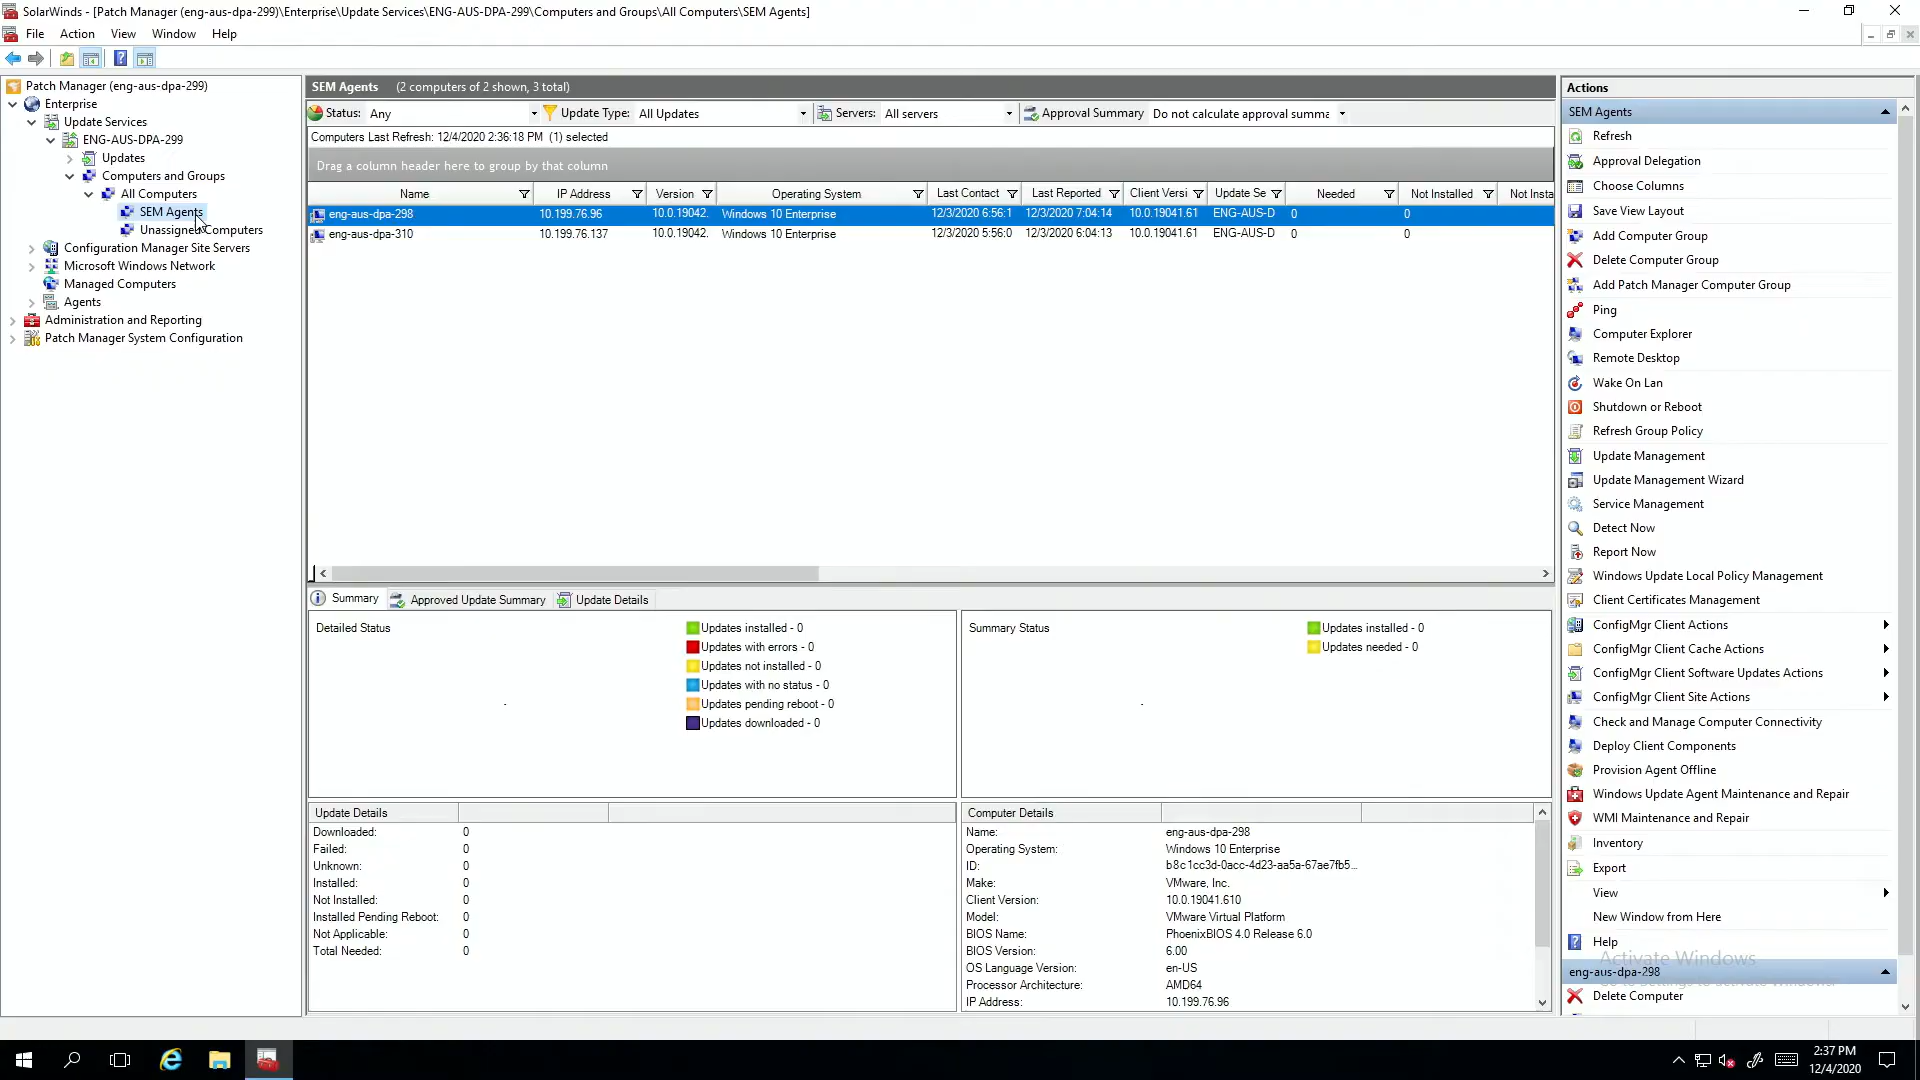 SolarWinds - [Patch Manager (eng-aus-dpa-299)\Enterprise\Update Services\ENG-AUS-DPA-299\Computers and Groups\All Computers\SEM Agents]
File Action View Window Help
Patch Manager (eng-aus-dpa-299)
Enterprise
Update Services
ENG-AUS-DPA-299
Updates
Computers and Groups
All Computers
SEM Agents
Unassigned Computers
Configuration Manager Site Servers
Microsoft Windows Network
Managed Computers
Agents
Administration and Reporting
Patch Manager System Configuration
SEM Agents (2 computers of 2 shown, 3 total)
Status: Any Update Type: All Updates Servers: All servers Approval Summary Do not calculate approval summa
Computers Last Refresh: 12/4/2020 2:36:18 PM (1) selected
Drag a column header here to group by that column
Name IP Address Version Operating System Last Contact Last Reported Client Versi Update Se Needed Not Installed Not Insta
eng-aus-dpa-298 10.199.76.96 10.0.19042. Windows 10 Enterprise 12/3/2020 6:56:1 12/3/2020 7:04:14 10.0.19041.61 ENG-AUS-D 0 0
eng-aus-dpa-310 10.199.76.137 10.0.19042. Windows 10 Enterprise 12/3/2020 5:56:0 12/3/2020 6:04:13 10.0.19041.61 ENG-AUS-D 0 0
Summary Approved Update Summary Update Details
Detailed Status
Updates installed - 0
Updates with errors - 0
Updates not installed - 0
Updates with no status - 0
Updates pending reboot - 0
Updates downloaded - 0
Summary Status
Updates installed - 0
Updates needed - 0
Update Details
Downloaded: 0
Failed: 0
Unknown: 0
Installed: 0
Not Installed: 0
Installed Pending Reboot: 0
Not Applicable: 0
Total Needed: 0
Computer Details
Name: eng-aus-dpa-298
Operating System: Windows 10 Enterprise
ID: b8c1cc3d-0acc-4d23-aa5a-67ae7fb5...
Make: VMware, Inc.
Client Version: 10.0.19041.610
Model: VMware Virtual Platform
BIOS Name: PhoenixBIOS 4.0 Release 6.0
BIOS Version: 6.00
OS Language Version: en-US
Processor Architecture: AMD64
IP Address: 10.199.76.96
Actions
SEM Agents
Refresh
Approval Delegation
Choose Columns
Save View Layout
Add Computer Group
Delete Computer Group
Add Patch Manager Computer Group
Ping
Computer Explorer
Remote Desktop
Wake On Lan
Shutdown or Reboot
Refresh Group Policy
Update Management
Update Management Wizard
Service Management
Detect Now
Report Now
Windows Update Local Policy Management
Client Certificates Management
ConfigMgr Client Actions
ConfigMgr Client Cache Actions
ConfigMgr Client Software Updates Actions
ConfigMgr Client Site Actions
Check and Manage Computer Connectivity
Deploy Client Components
Provision Agent Offline
Windows Update Agent Maintenance and Repair
WMI Maintenance and Repair
Inventory
Export
View
New Window from Here
Help
Activate Windows
eng-aus-dpa-298
Delete Computer
2:37 PM
12/4/2020